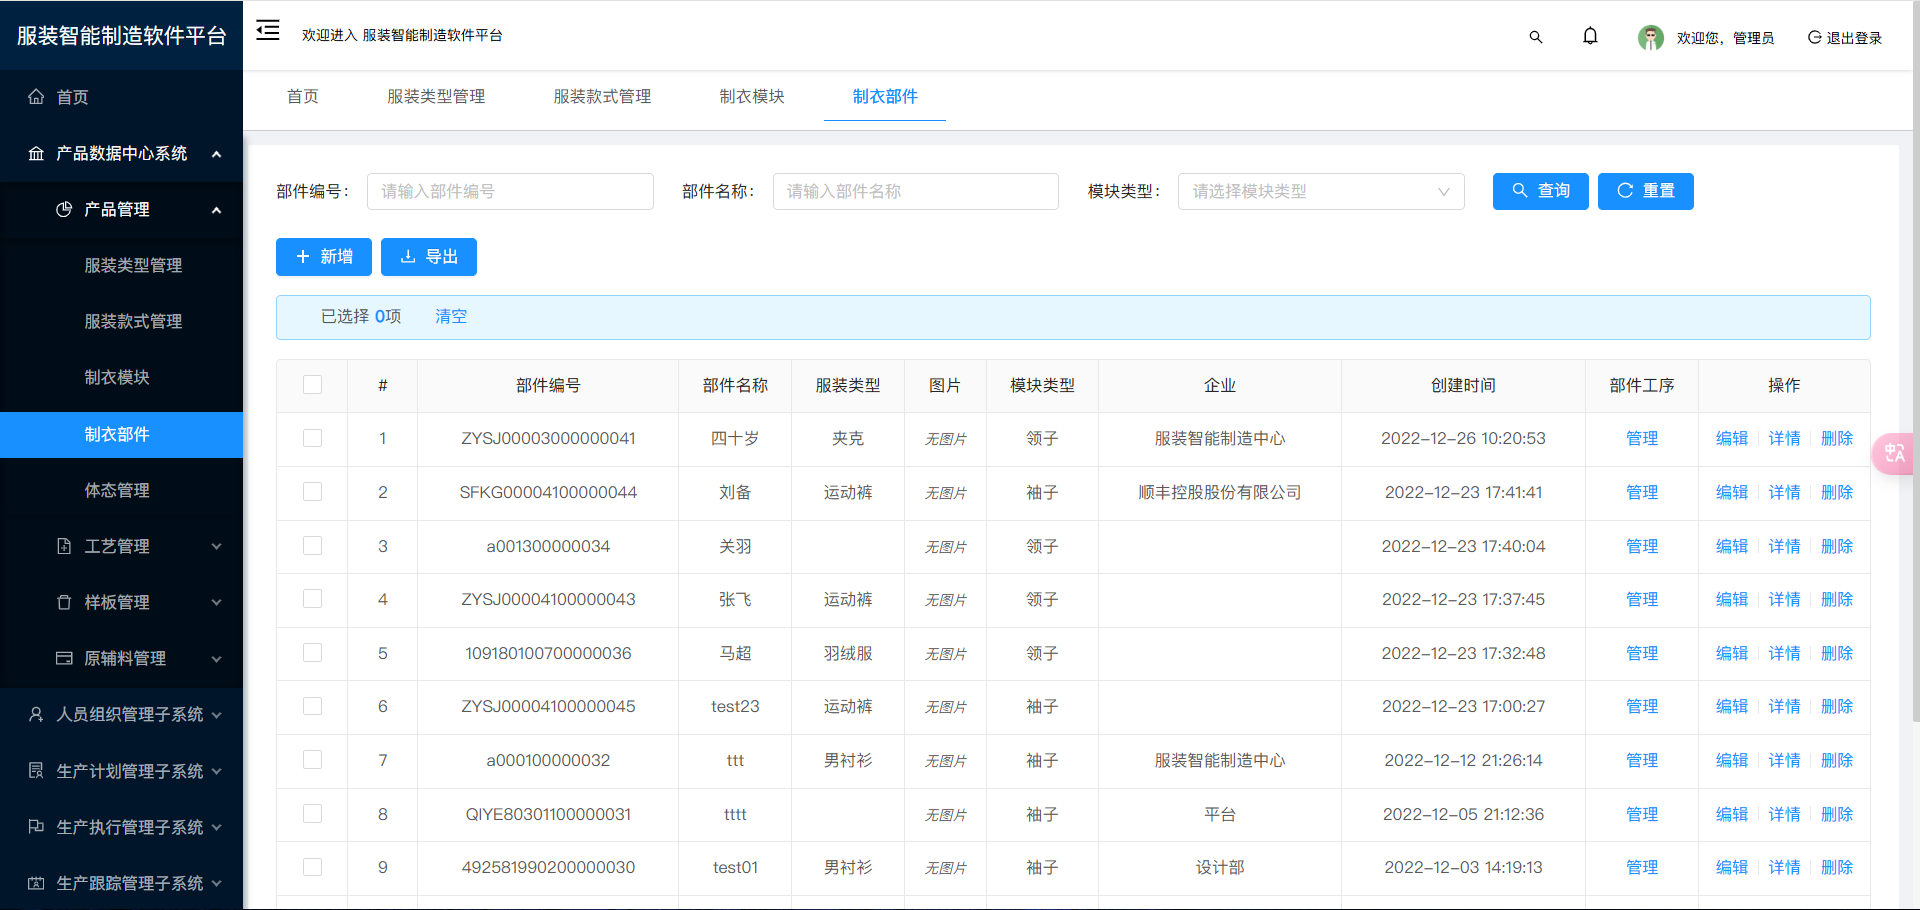 服装智能制造软件平台
欢迎进入 服装智能制造软件平台
欢迎您，管理员
退出登录
首页
产品数据中心系统
产品管理
服装类型管理
服装款式管理
制衣模块
制衣部件
体态管理
工艺管理
样板管理
原辅料管理
人员组织管理子系统
生产计划管理子系统
生产执行管理子系统
生产跟踪管理子系统
首页 服装类型管理 服装款式管理 制衣模块 制衣部件
部件编号： 请输入部件编号 部件名称： 请输入部件名称 模块类型： 请选择模块类型 查询 重置
新增 导出
已选择 0项 清空
# 部件编号 部件名称 服装类型 图片 模块类型 企业 创建时间 部件工序 操作
1 ZYSJ00003000000041 四十岁 夹克 无图片 领子 服装智能制造中心 2022-12-26 10:20:53 管理 编辑 详情 删除
2 SFKG00004100000044 刘备 运动裤 无图片 袖子 顺丰控股股份有限公司 2022-12-23 17:41:41 管理 编辑 详情 删除
3 a001300000034 关羽 无图片 领子 2022-12-23 17:40:04 管理 编辑 详情 删除
4 ZYSJ00004100000043 张飞 运动裤 无图片 领子 2022-12-23 17:37:45 管理 编辑 详情 删除
5 109180100700000036 马超 羽绒服 无图片 领子 2022-12-23 17:32:48 管理 编辑 详情 删除
6 ZYSJ00004100000045 test23 运动裤 无图片 袖子 2022-12-23 17:00:27 管理 编辑 详情 删除
7 a000100000032 ttt 男衬衫 无图片 袖子 服装智能制造中心 2022-12-12 21:26:14 管理 编辑 详情 删除
8 QIYE80301100000031 tttt 无图片 袖子 平台 2022-12-05 21:12:36 管理 编辑 详情 删除
9 492581990200000030 test01 男衬衫 无图片 袖子 设计部 2022-12-03 14:19:13 管理 编辑 详情 删除